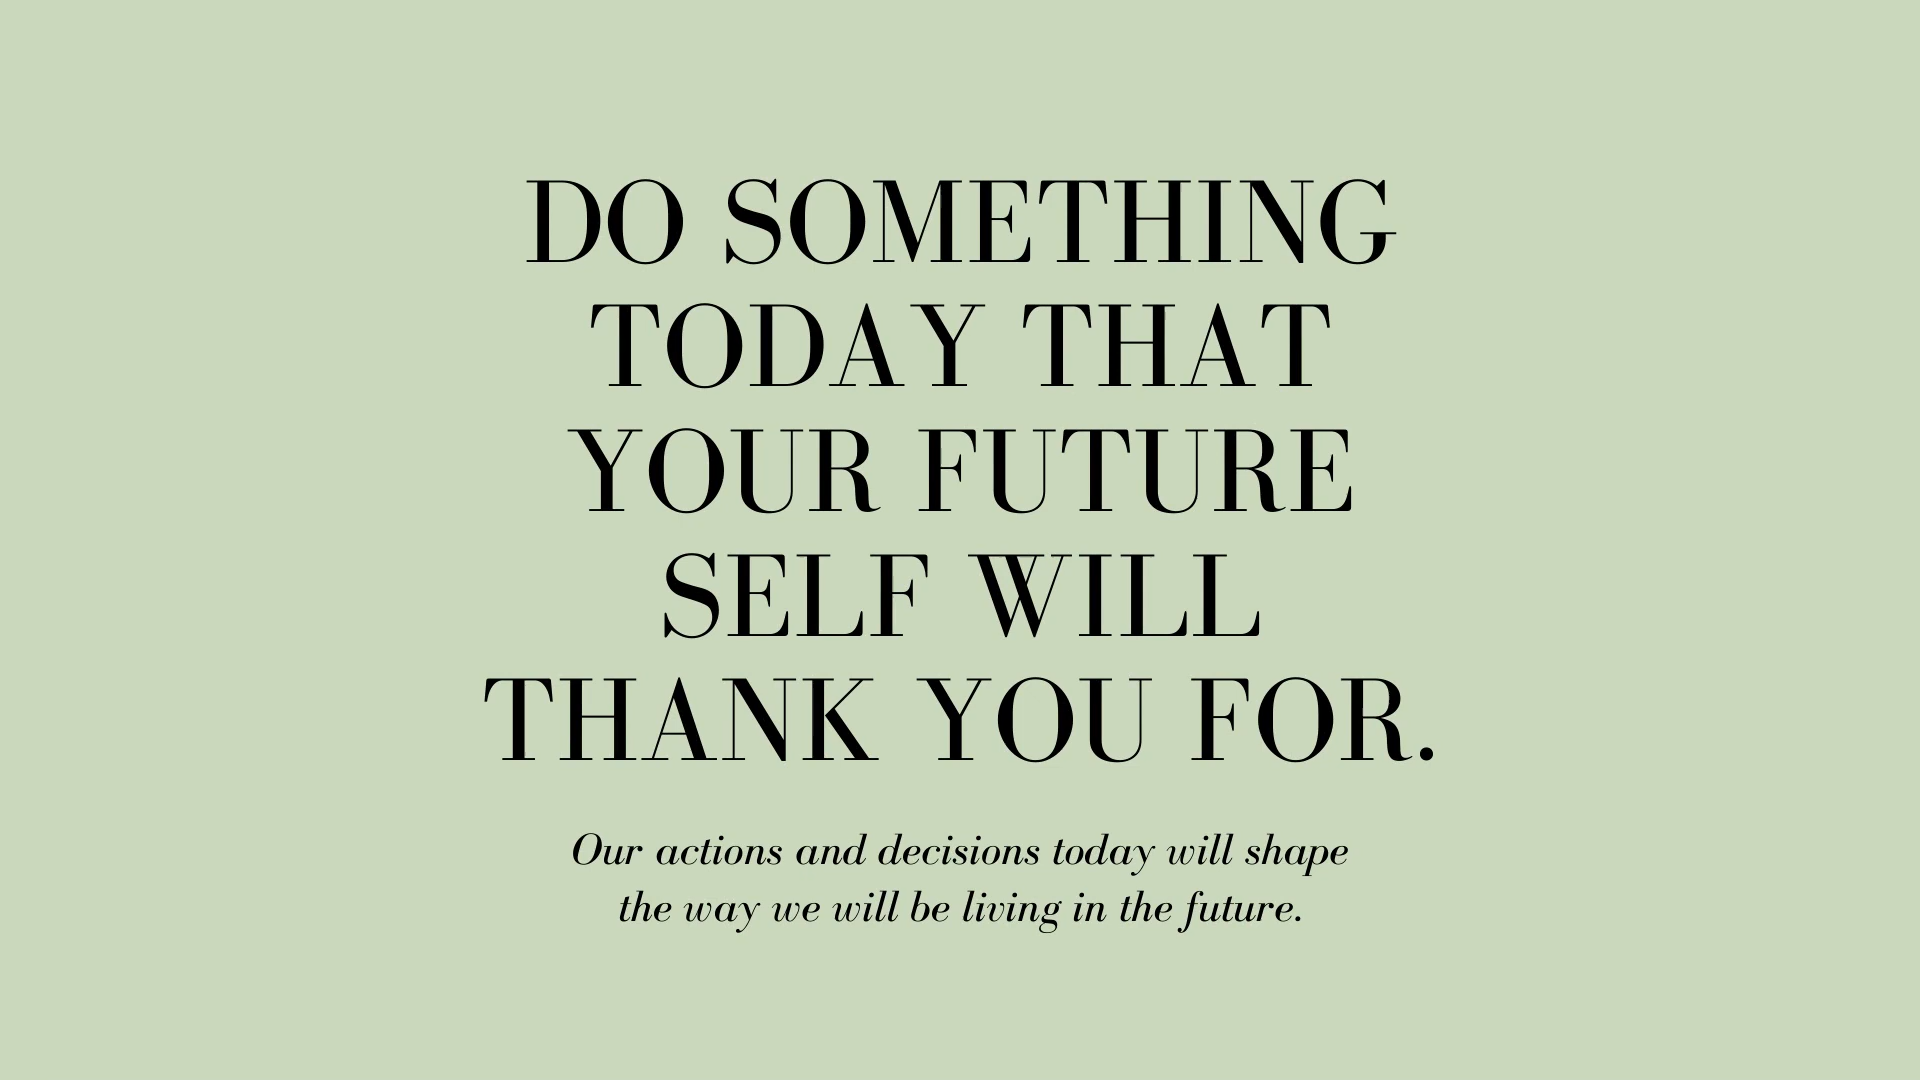 DO SOMETHING
TODAY THAT
YOUR FUTURE
SELF WILL
THANK YOU FOR.
Our actions and decisions today will shape
the way we will be living in the future.